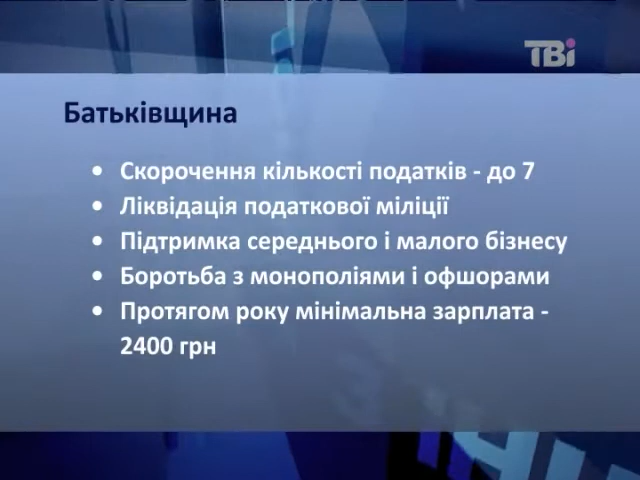 ТВі
Батьківщина
• Скорочення кількості податків - до 7
• Ліквідація податкової міліції
• Підтримка середнього і малого бізнесу
• Боротьба з монополіями і офшорами
• Протягом року мінімальна зарплата -
2400 грн